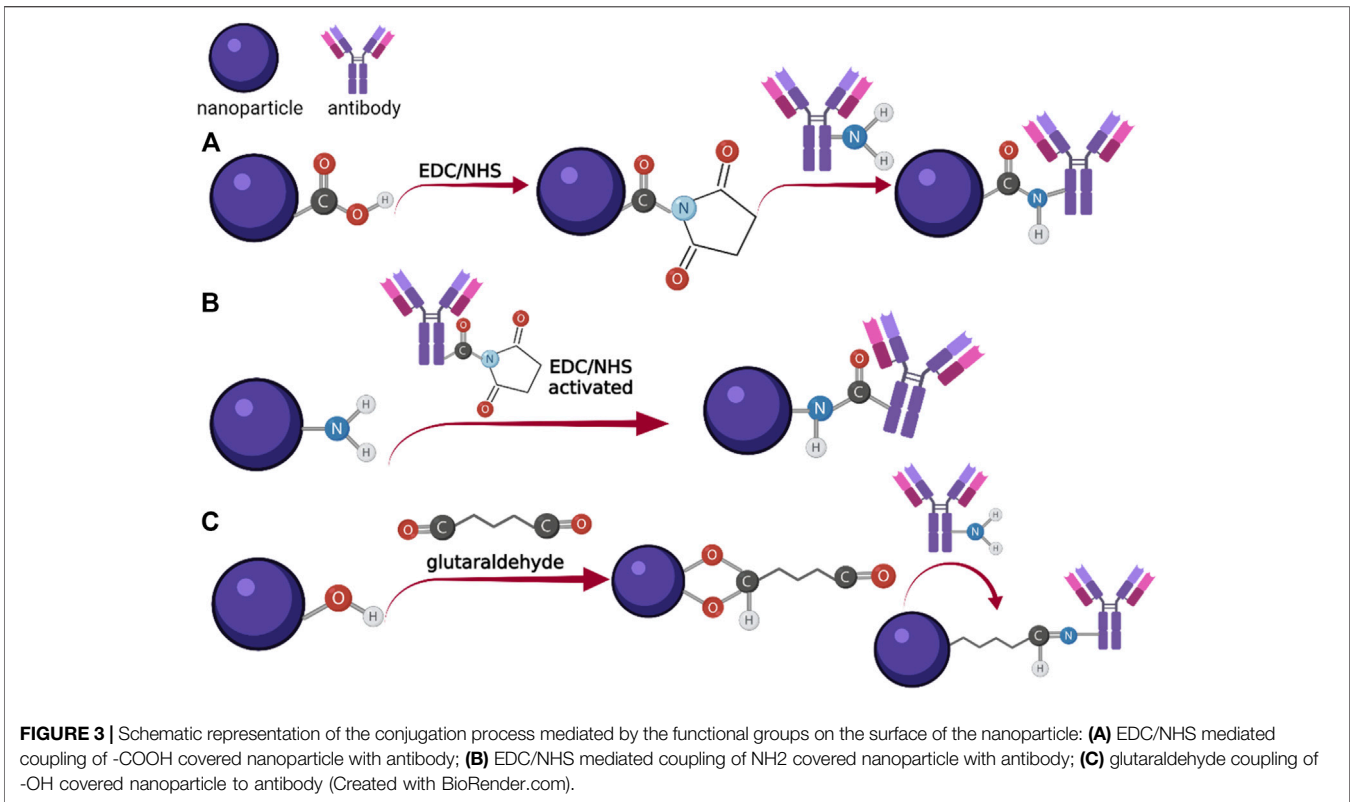 nanoparticle antibody
A
O
C
O
H
EDC/NHS
O
C
N
O
O
N
H
H
O
C
N
H
B
N
H
H
O
C
N
O
O
EDC/NHS
activated
O
N
C
H
C
O
H
O
C
C
O
glutaraldehyde
O
O
C
H
C
O
N
H
H
C
N
H
FIGURE 3 | Schematic representation of the conjugation process mediated by the functional groups on the surface of the nanoparticle: (A) EDC/NHS mediated
coupling of -COOH covered nanoparticle with antibody; (B) EDC/NHS mediated coupling of NH2 covered nanoparticle with antibody; (C) glutaraldehyde coupling of
-OH covered nanoparticle to antibody (Created with BioRender.com).